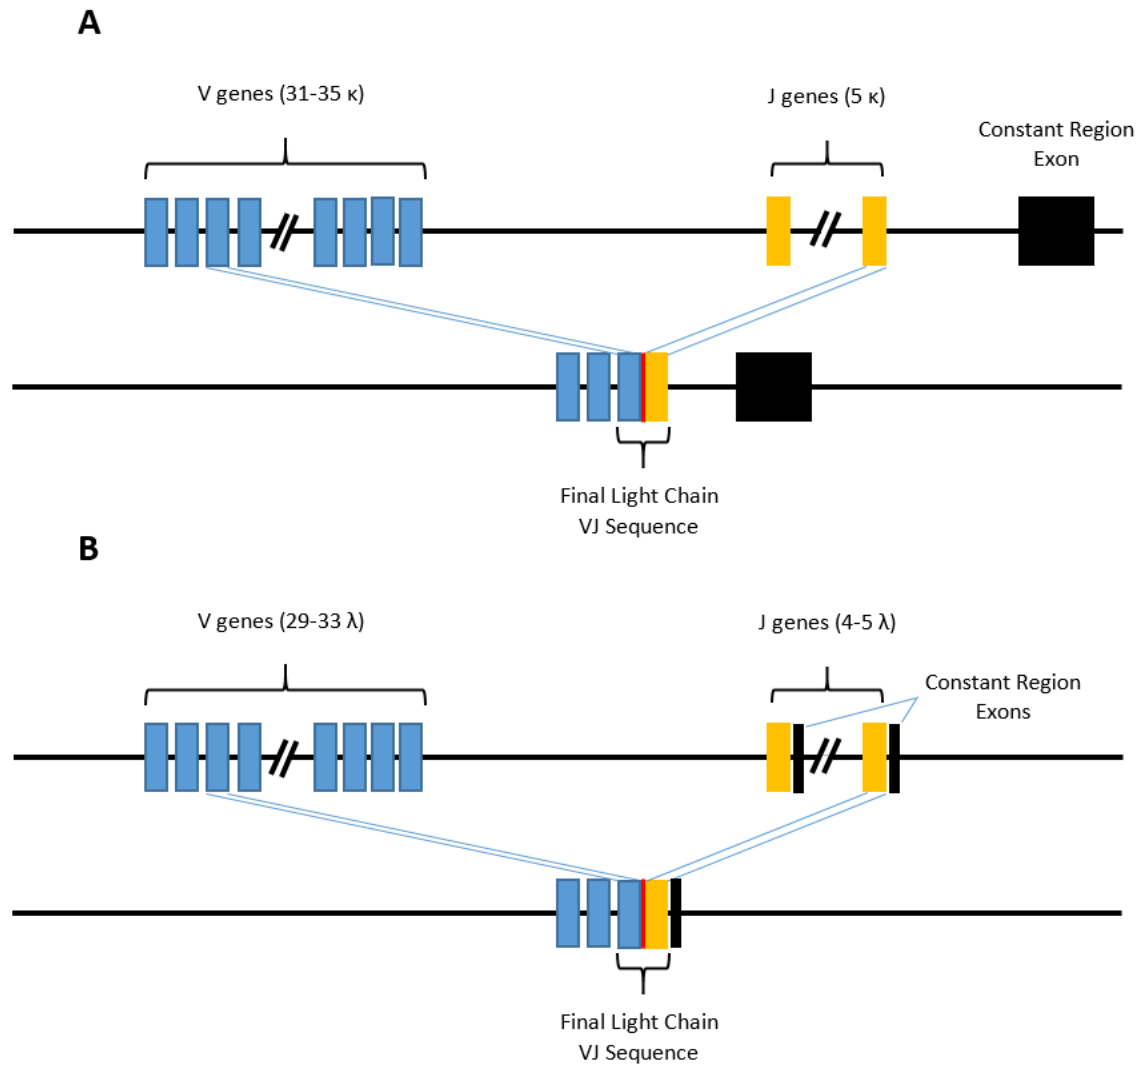 A
V genes (31-35 κ)
J genes (5 κ)
Constant Region
Exon
Final Light Chain
VJ Sequence
B
V genes (29-33 λ)
J genes (4-5 λ)
Constant Region
Exons
Final Light Chain
VJ Sequence